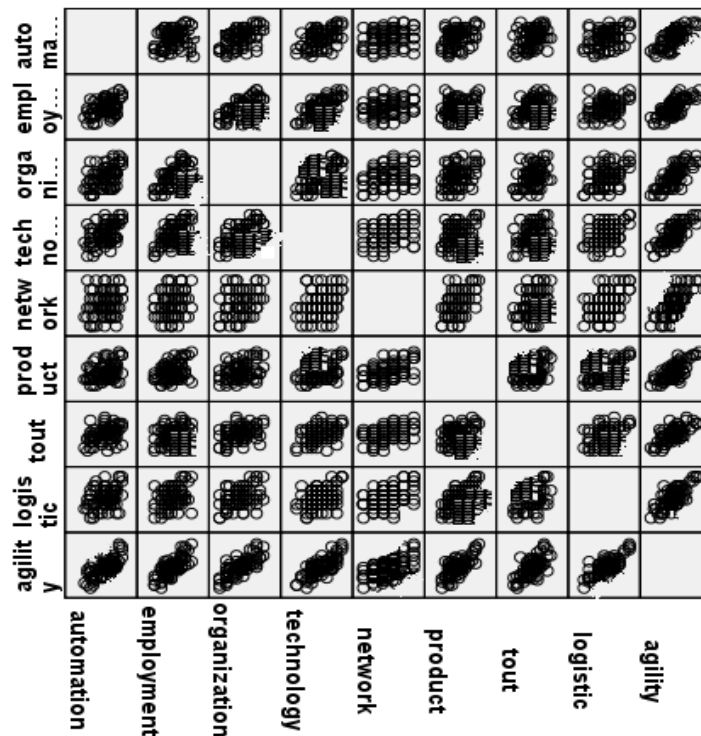 auto
ma...
empl
oy...
orga
ni...
tech
no...
netw
ork
prod
uct
tout
logis
tic
agilit
y
automation
employment
organization
technology
network
product
tout
logistic
agility